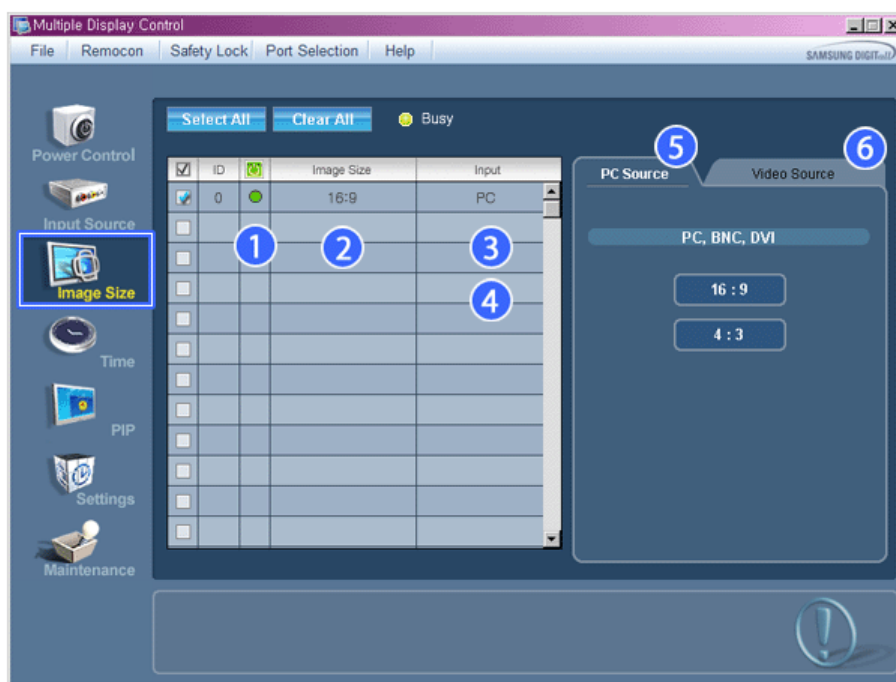 Multiple Display Control
File Remocon Safety Lock Port Selection Help
SAMSUNG DIGITall
Select All Clear All Busy
Power Control
Input Source
Image Size
Time
PIP
Settings
Maintenance
ID Image Size Input
0 16:9 PC
1 2 3
4
5 6
PC Source Video Source
PC, BNC, DVI
16 : 9
4 : 3